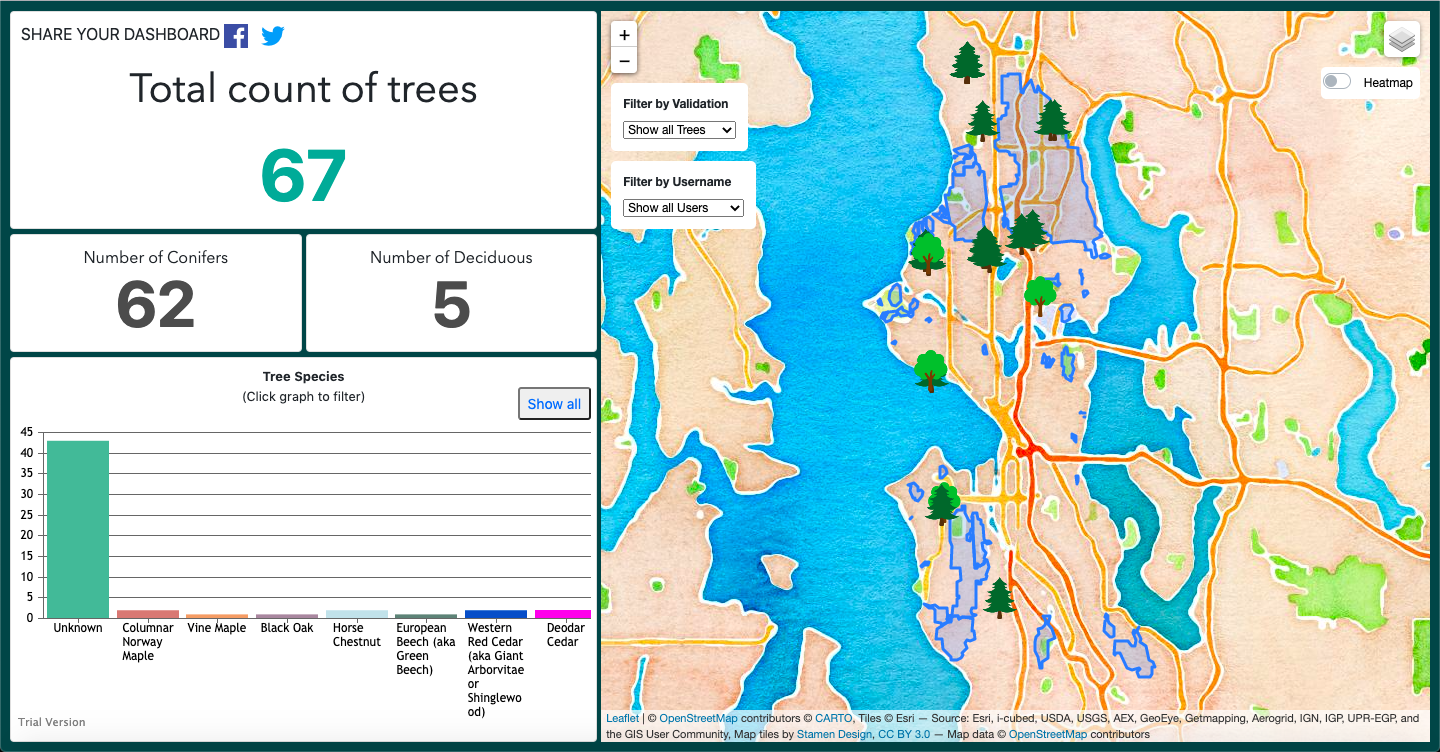 SHARE YOUR DASHBOARD
Total count of trees
67
Number of Conifers
62
Number of Deciduous
5
Tree Species
(Click graph to filter)
Show all
45
40
35
30
25
20
15
10
5
0
Unknown
Columnar
Norway
Maple
Vine Maple
Black Oak
Horse
Chestnut
European
Beech (aka
Green
Beech)
Western
Red Cedar
(aka Giant
Arborvitae
or
Shinglewo
od)
Deodar
Cedar
Trial Version
+
−
Filter by Validation
Show all Trees
Filter by Username
Show all Users
Heatmap
Leaflet | © OpenStreetMap contributors © CARTO, Tiles © Esri — Source: Esri, i-cubed, USDA, USGS, AEX, GeoEye, Getmapping, Aerogrid, IGN, IGP, UPR-EGP, and
the GIS User Community, Map tiles by Stamen Design, CC BY 3.0 — Map data © OpenStreetMap contributors